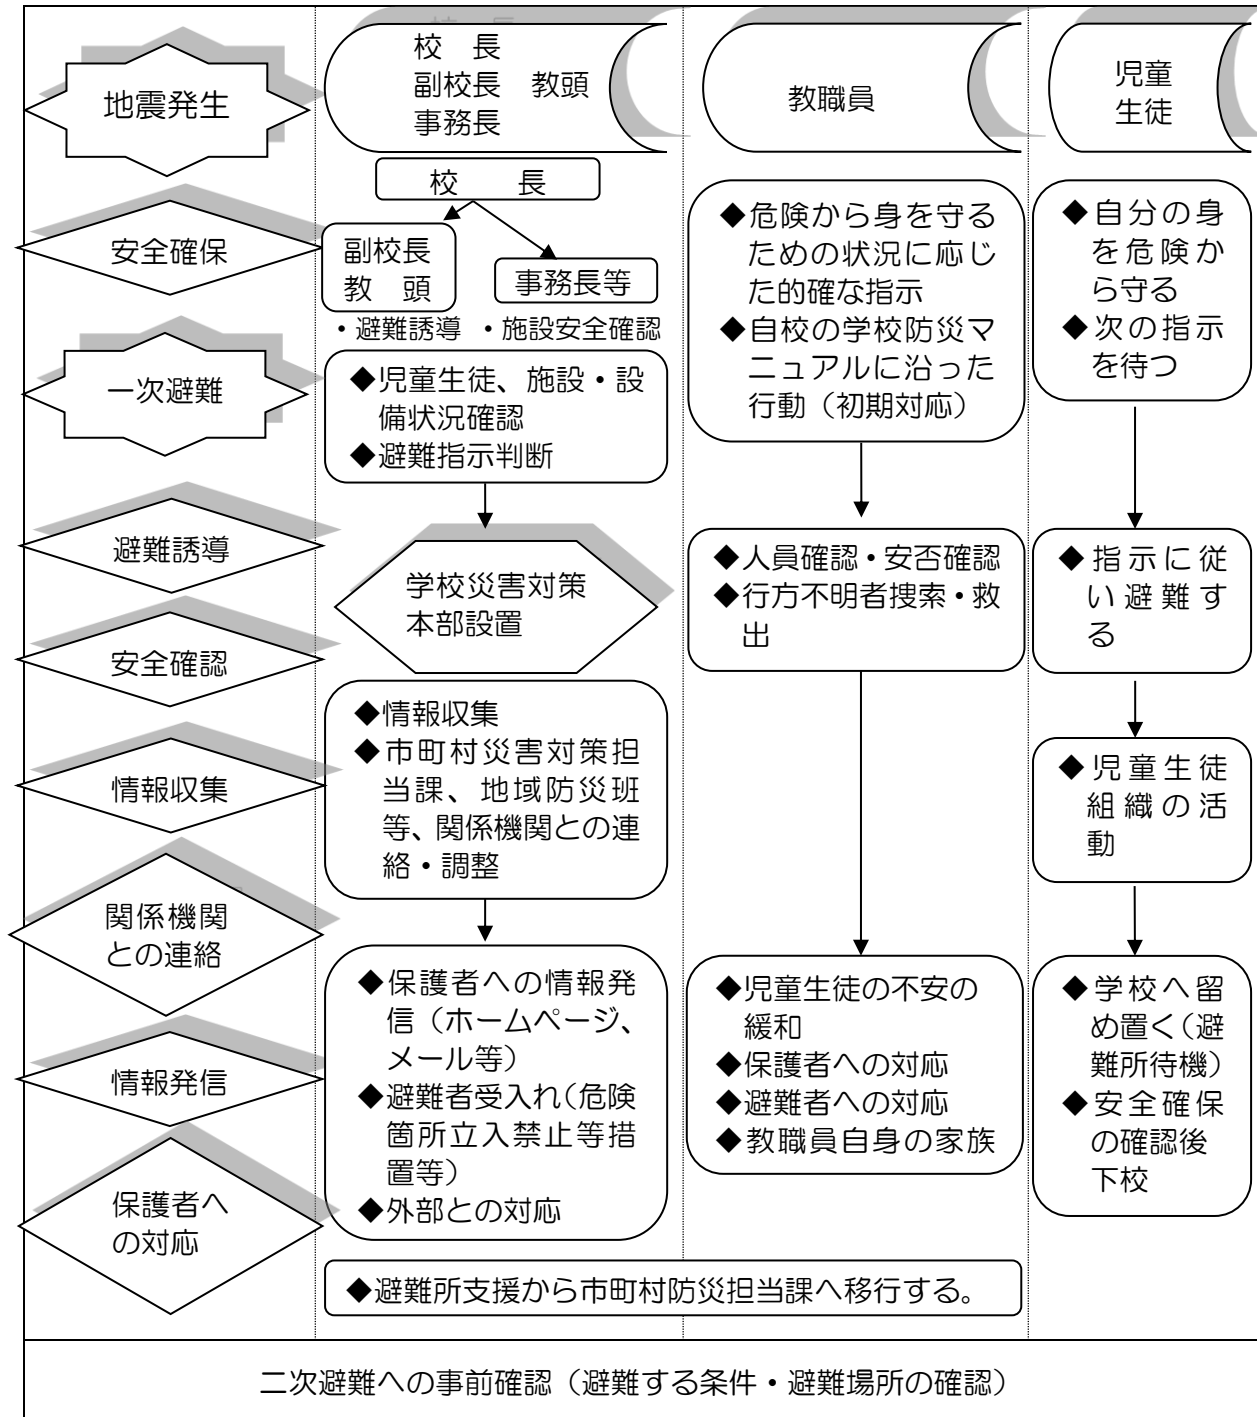 地震発生
安全確保
一次避難
避難誘導
安全確認
情報収集
関係機関
との連絡
情報発信
保護者へ
の対応
校　長
副校長　教頭
事務長
校　　長
副校長
教　頭
事務長等
・避難誘導
・施設安全確認
◆児童生徒、施設・設
備状況確認
◆避難指示判断
学校災害対策
本部設置
◆情報収集
◆市町村災害対策担
当課、地域防災班
等、関係機関との連
絡・調整
◆保護者への情報発
信（ホームページ、
メール等）
◆避難者受入れ（危険
箇所立入禁止等措
置等）
◆外部との対応
教職員
◆危険から身を守る
ための状況に応じ
た的確な指示
◆自校の学校防災マ
ニュアルに沿った
行動（初期対応）
◆人員確認・安否確認
◆行方不明者捜索・救
出
◆児童生徒の不安の
緩和
◆保護者への対応
◆避難者への対応
◆教職員自身の家族
児童
生徒
◆自分の身
を危険か
ら守る
◆次の指示
を待つ
◆指示に従
い避難す
る
◆児童生徒
組織の活
動
◆学校へ留
め置く（避
難所待機）
◆安全確保
の確認後
下校
◆避難所支援から市町村防災担当課へ移行する。
二次避難への事前確認（避難する条件・避難場所の確認）